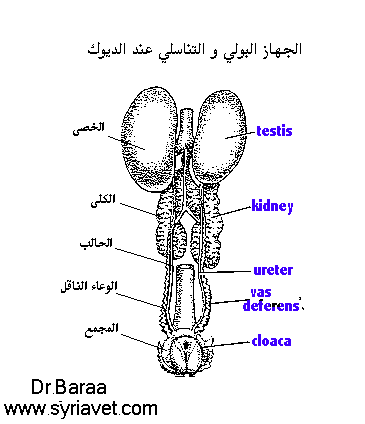 الجهاز البولي و التناسلي عند الديوك
الخصى
testis
الكلى
kidney
الحالب
ureter
الوعاء الناقل
vas
deferens
المجمع
cloaca
Dr.Baraa
www.syriavet.com